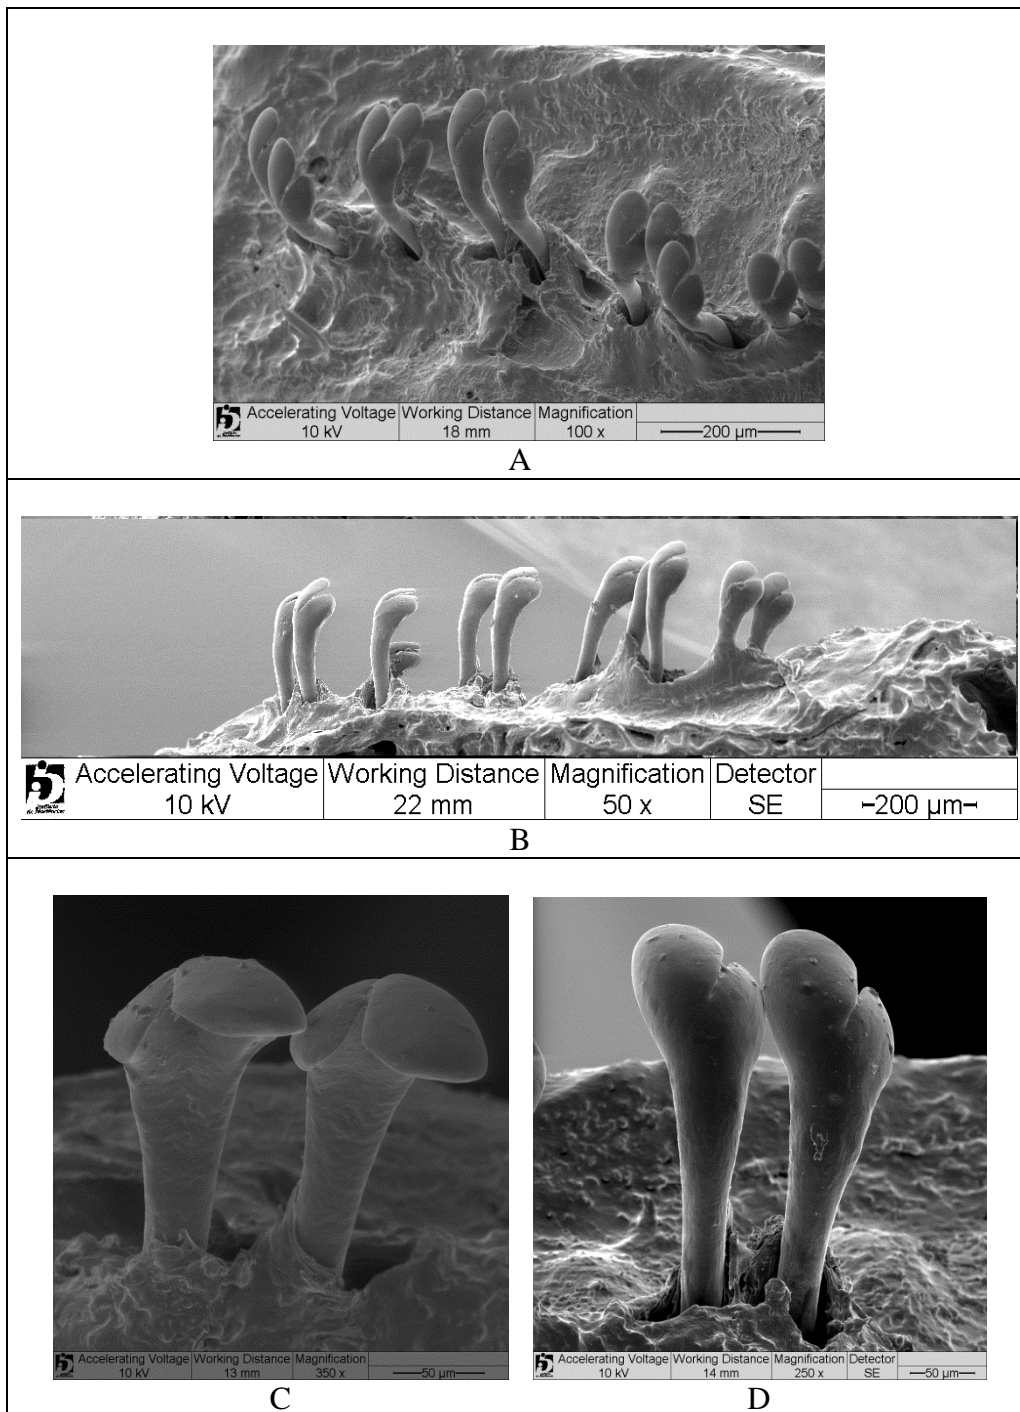 Accelerating Voltage Working Distance Magnification
10 kV 18 mm 100 x 200 µm
A
Accelerating Voltage Working Distance Magnification Detector
10 kV 22 mm 50 x SE 200 µm
B
Accelerating Voltage Working Distance Magnification
10 kV 13 mm 350 x 50 µm
Accelerating Voltage Working Distance Magnification Detector
10 kV 14 mm 250 x SE 50 µm
C D